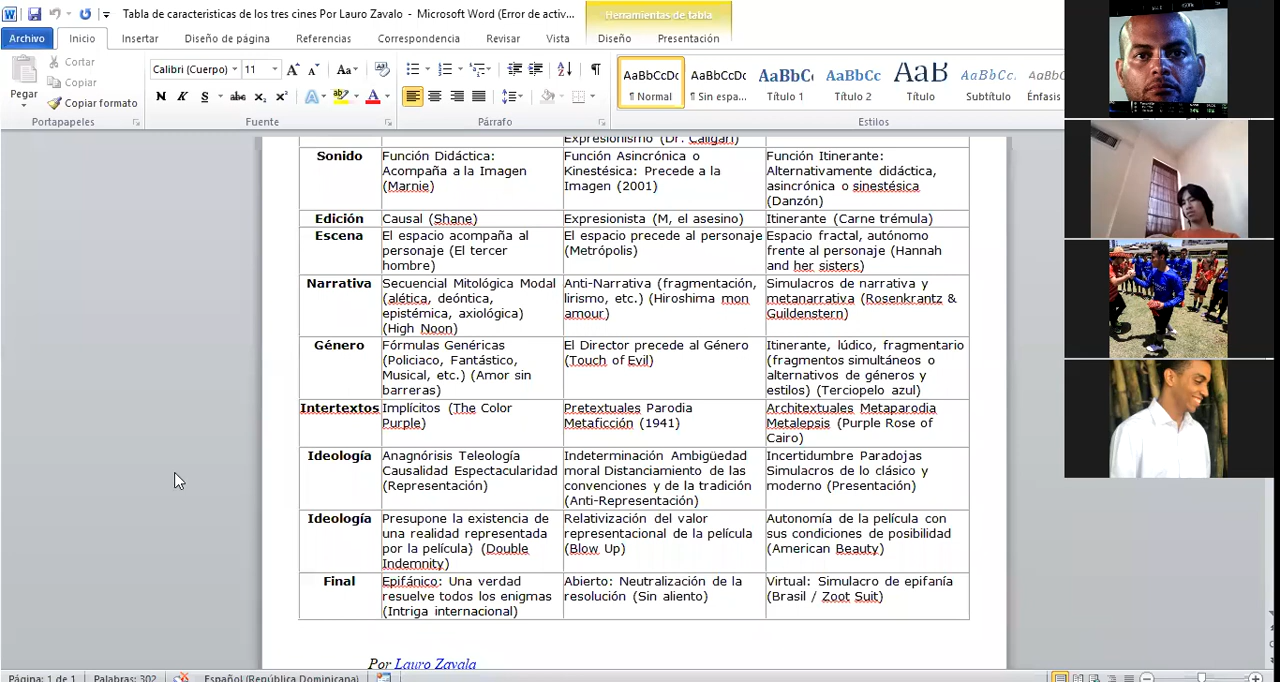 Tabla de caracteristicas de los tres cines Por Lauro Zavalo - Microsoft Word (Error de activ...
Herramientas de tabla
Archivo Inicio Insertar Diseño de página Referencias Correspondencia Revisar Vista Diseño Presentación
Cortar
Copiar
Copiar formato
Pegar
Portapapeles
Calibri (Cuerpo) 11
N K S abc x₂ x² A ab A
Aa
Fuente
Párrafo
AaBbCcDc AaBbCcDc AaBbC AaBbCc AaB AaBbCc. AaBbCc
¶ Normal ¶ Sin espa... Título 1 Título 2 Título Subtítulo Énfasis
Estilos
Expresionismo (Dr. Caligari)
Sonido
Función Didáctica:
Acompaña a la Imagen
(Marnie)
Función Asincrónica o
Kinestésica: Precede a la
Imagen (2001)
Función Itinerante:
Alternativamente didáctica,
asincrónica o sinestésica
(Danzón)
Edición
Causal (Shane)
Expresionista (M, el asesino)
Itinerante (Carne trémula)
Escena
El espacio acompaña al
personaje (El tercer
hombre)
El espacio precede al personaje
(Metrópolis)
Espacio fractal, autónomo
frente al personaje (Hannah
and her sisters)
Narrativa
Secuencial Mitológica Modal
(alética, deóntica,
epistémica, axiológica)
(High Noon)
Anti-Narrativa (fragmentación,
lirismo, etc.) (Hiroshima mon
amour)
Simulacros de narrativa y
metanarrativa (Rosenkrantz &
Guildenstern)
Género
Fórmulas Genéricas
(Policiaco, Fantástico,
Musical, etc.) (Amor sin
barreras)
El Director precede al Género
(Touch of Evil)
Itinerante, lúdico, fragmentario
(fragmentos simultáneos o
alternativos de géneros y
estilos) (Terciopelo azul)
Intertextos
Implícitos (The Color
Purple)
Pretextuales Parodia
Metaficción (1941)
Architextuales Metaparodia
Metalepsis (Purple Rose of
Cairo)
Ideología
Anagnórisis Teleología
Causalidad Espectacularidad
(Representación)
Indeterminación Ambigüedad
moral Distanciamiento de las
convenciones y de la tradición
(Anti-Representación)
Incertidumbre Paradojas
Simulacros de lo clásico y
moderno (Presentación)
Ideología
Presupone la existencia de
una realidad representada
por la película) (Double
Indemnity)
Relativización del valor
representacional de la película
(Blow Up)
Autonomía de la película con
sus condiciones de posibilidad
(American Beauty)
Final
Epifánico: Una verdad
resuelve todos los enigmas
(Intriga internacional)
Abierto: Neutralización de la
resolución (Sin aliento)
Virtual: Simulacro de epifanía
(Brasil / Zoot Suit)
Por Lauro Zavala
Página: 1 de 1 Palabras: 302 Español (República Dominicana)